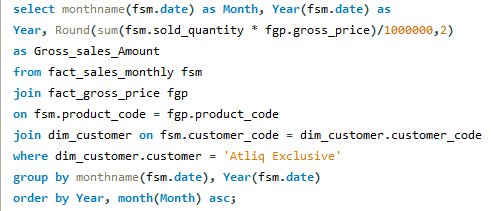 select monthname(fsm.date) as Month, Year(fsm.date) as
Year, Round(sum(fsm.sold_quantity * fgp.gross_price)/1000000,2)
as Gross_sales_Amount
from fact_sales_monthly fsm
join fact_gross_price fgp
on fsm.product_code = fgp.product_code
join dim_customer on fsm.customer_code = dim_customer.customer_code
where dim_customer.customer = 'Atliq Exclusive'
group by monthname(fsm.date), Year(fsm.date)
order by Year, month(Month) asc;